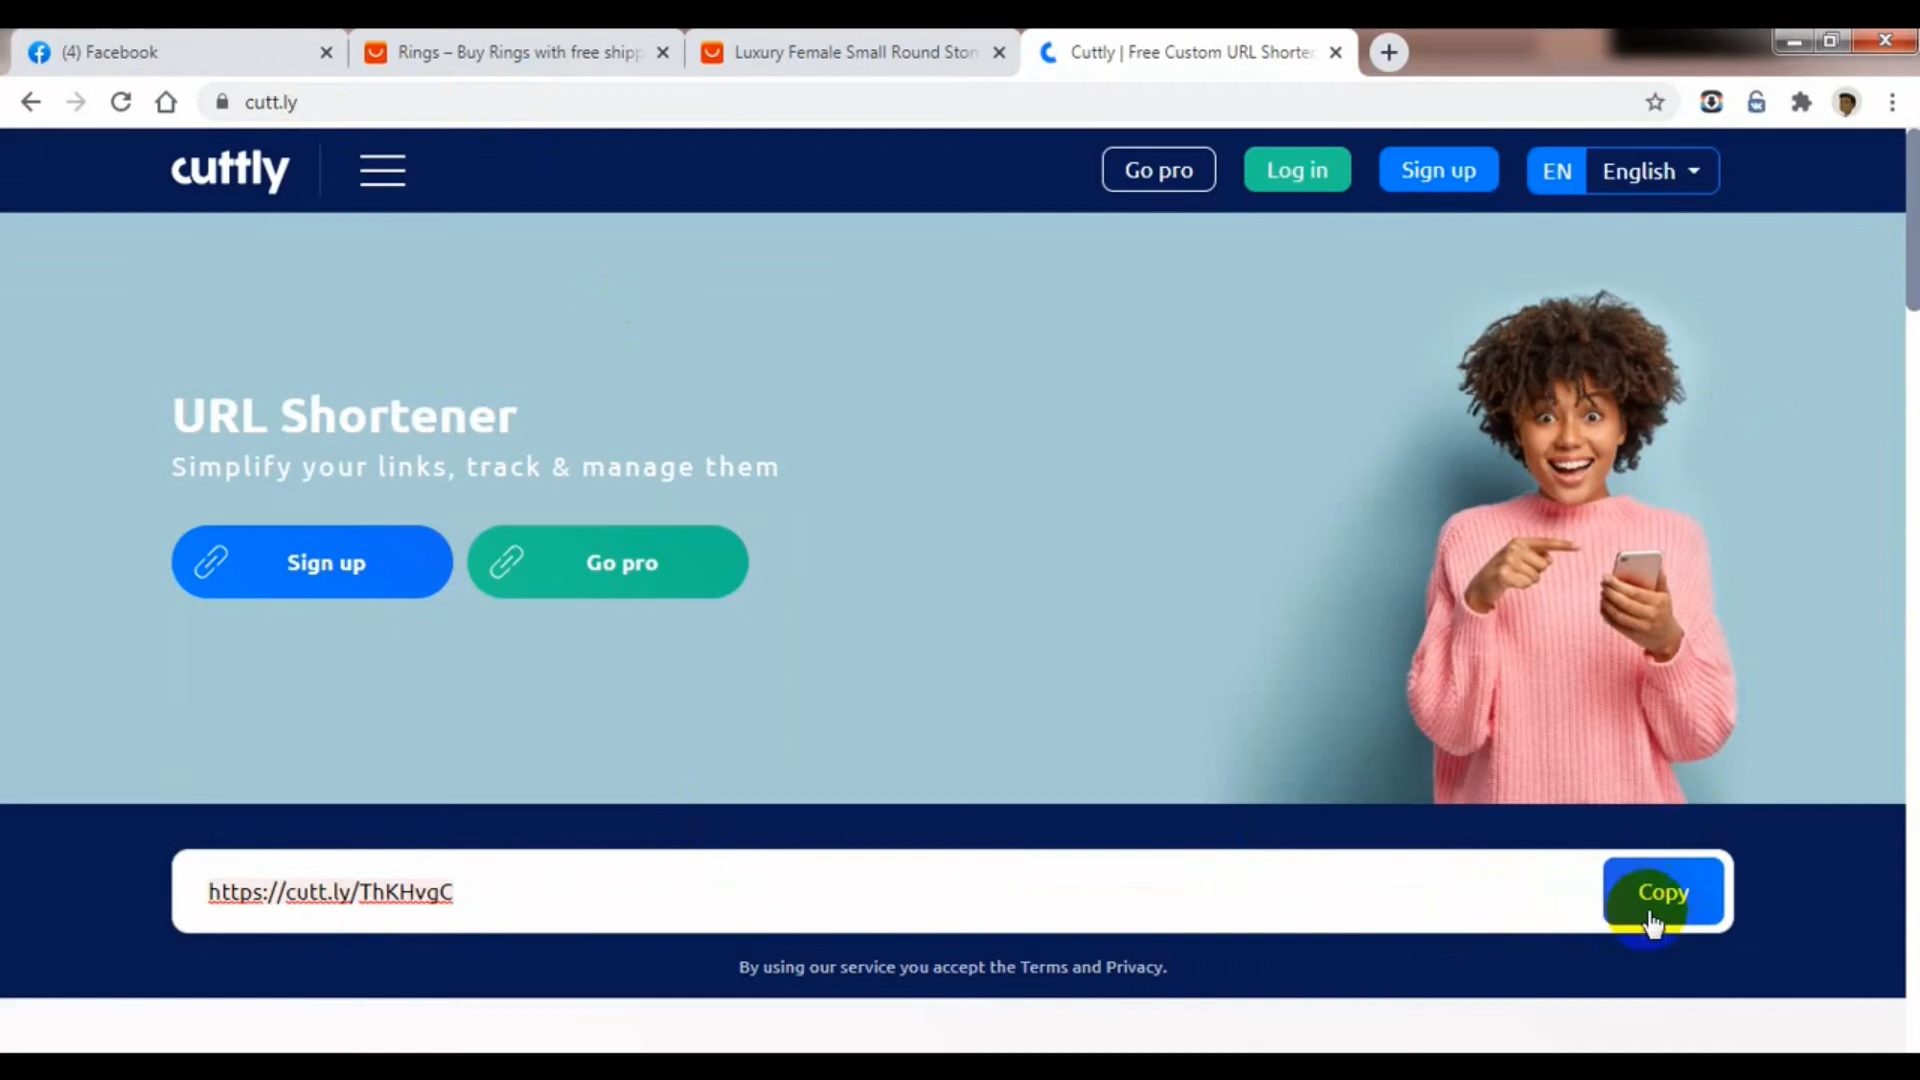 (4) Facebook
Rings – Buy Rings with free shipp
Luxury Female Small Round Ston
Cuttly | Free Custom URL Shorter
cutt.ly
cuttly
Go pro
Log in
Sign up
EN
English
URL Shortener
Simplify your links, track & manage them
Sign up
Go pro
https://cutt.ly/ThKHvgC
Copy
By using our service you accept the Terms and Privacy.